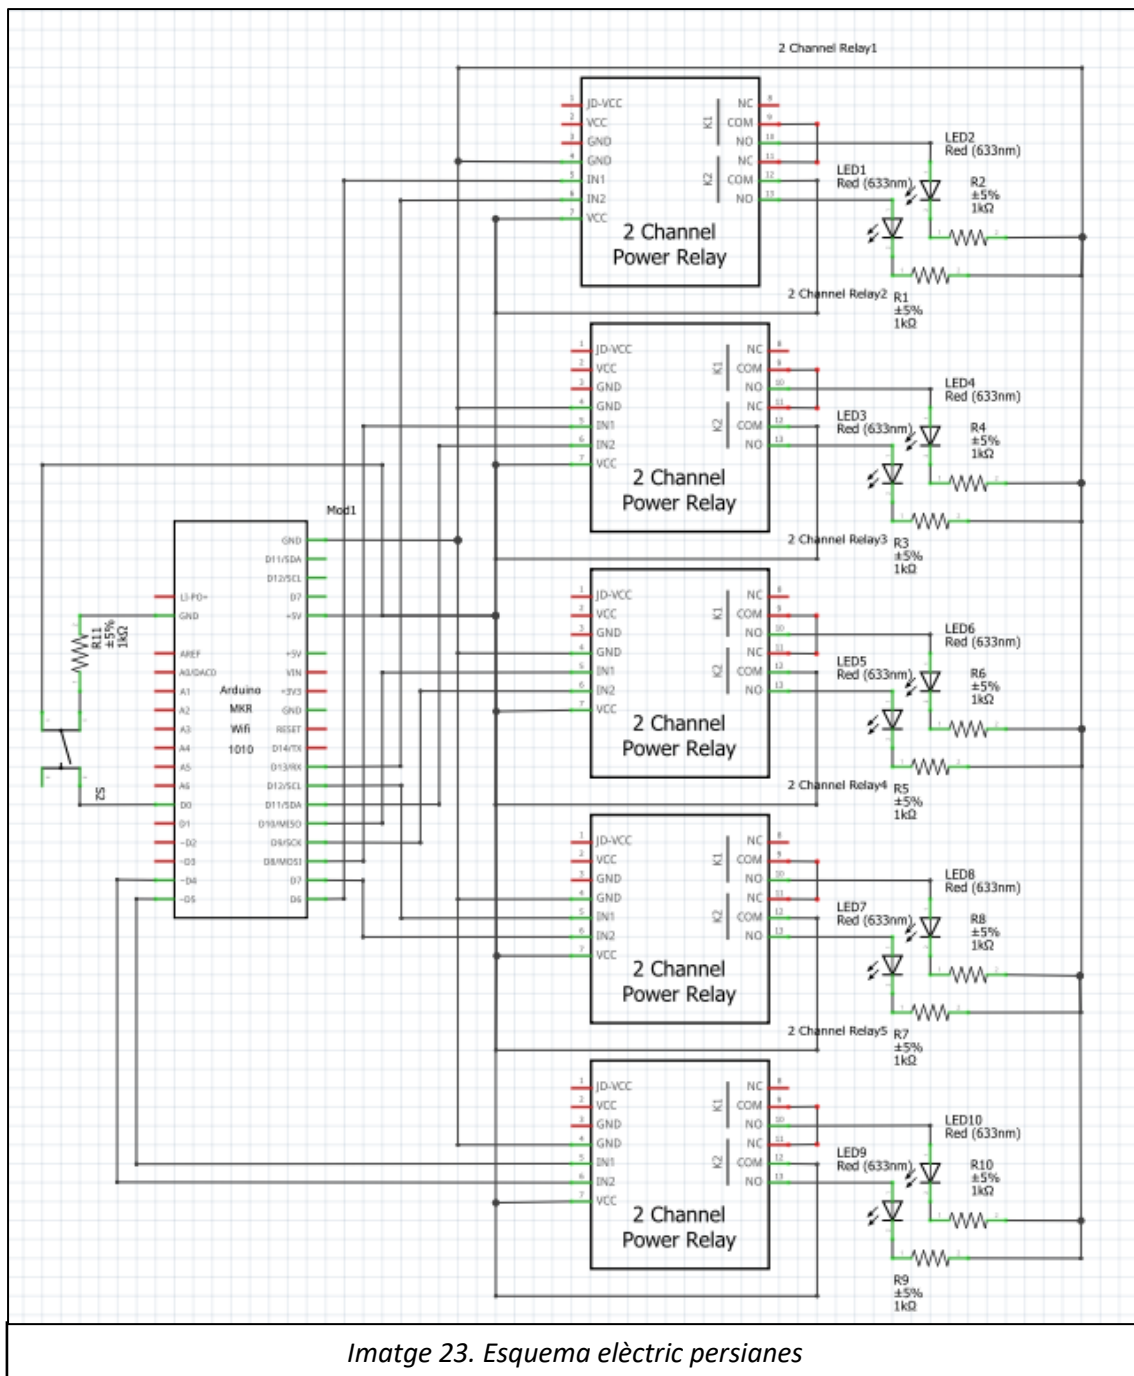 2 Channel Relay1
JD-VCC
VCC
GND
GND
IN1
IN2
VCC
K1
K2
NC
COM
NO
NC
COM
NO
2 Channel
Power Relay
LED2
Red (633nm)
LED1
Red (633nm)
R2
±5%
1kΩ
R1
±5%
1kΩ
2 Channel Relay2
JD-VCC
VCC
GND
GND
IN1
IN2
VCC
K1
K2
NC
COM
NO
NC
COM
NO
2 Channel
Power Relay
LED4
Red (633nm)
LED3
Red (633nm)
R4
±5%
1kΩ
R3
±5%
1kΩ
2 Channel Relay3
JD-VCC
VCC
GND
GND
IN1
IN2
VCC
K1
K2
NC
COM
NO
NC
COM
NO
2 Channel
Power Relay
LED6
Red (633nm)
LED5
Red (633nm)
R6
±5%
1kΩ
R5
±5%
1kΩ
2 Channel Relay4
JD-VCC
VCC
GND
GND
IN1
IN2
VCC
K1
K2
NC
COM
NO
NC
COM
NO
2 Channel
Power Relay
LED8
Red (633nm)
LED7
Red (633nm)
R8
±5%
1kΩ
R7
±5%
1kΩ
2 Channel Relay5
JD-VCC
VCC
GND
GND
IN1
IN2
VCC
K1
K2
NC
COM
NO
NC
COM
NO
2 Channel
Power Relay
LED10
Red (633nm)
LED9
Red (633nm)
R10
±5%
1kΩ
R9
±5%
1kΩ
Mod1
LI-PO+
GND
AREF
A0/DAC0
A1
A2
A3
A4
A5
A6
D0
D1
~D2
~D3
~D4
~D5
Arduino
MKR
Wifi
1010
GND
D11/SDA
D12/SCL
D7
+5V
+5V
VIN
+3V3
GND
RESET
D14/TX
D13/RX
D12/SCL
D11/SDA
D10/MISO
D9/SCK
D8/MOSI
D7
D6
R11
±5%
1kΩ
S2
Imatge 23. Esquema elèctric persianes